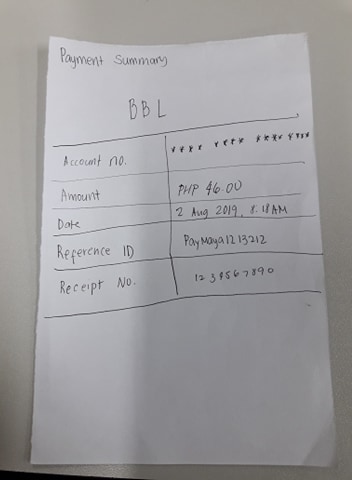 Payment Summary
BBL
Account no. **** **** **** ****
Amount PHP 46.00
Date 2 Aug 2019, 8:18 AM
Reference ID PayMaya1213212
Receipt No. 1234567890